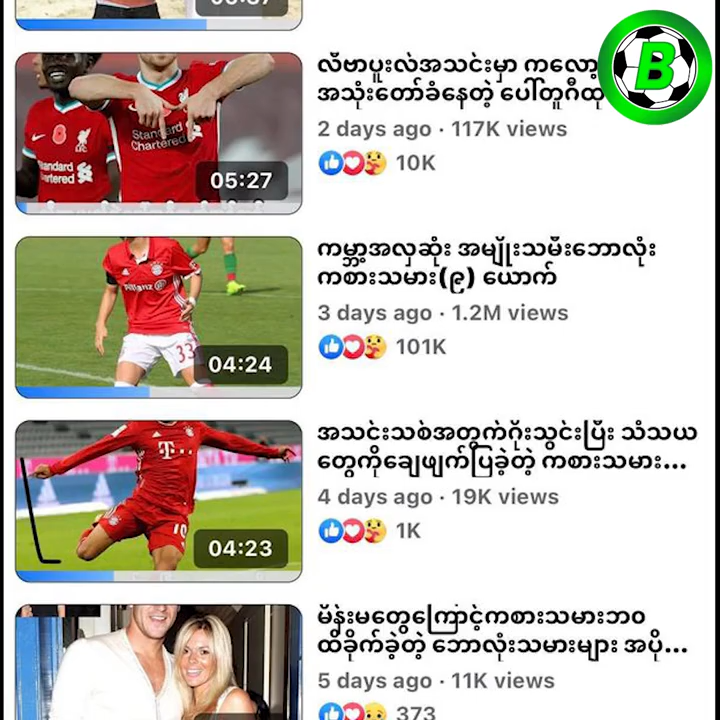 လီဗာပူးလ်အသင်းမှာ
အသုံးတော်ခံနေတဲ့ ပေါ်တူဂီထု
2 days ago · 117K views
05:27
10K
Standard
Chartered
B
ကမ္ဘာ့အလှဆုံး အမျိုးသမီးဘောလုံး
ကစားသမား(၉) ယောက်
3 days ago · 1.2M views
04:24
101K
Allianz
33
အသင်းသစ်အတွက်ဂိုးသွင်းပြီး သံသယ
တွေကိုချေဖျက်ပြခဲ့တဲ့ ကစားသမား...
4 days ago · 19K views
04:23
1K
T
10
မိန်းမတွေကြောင့်ကစားသမားဘဝ
ထိခိုက်ခဲ့တဲ့ ဘောလုံးသမားများ အပို...
5 days ago · 11K views
373